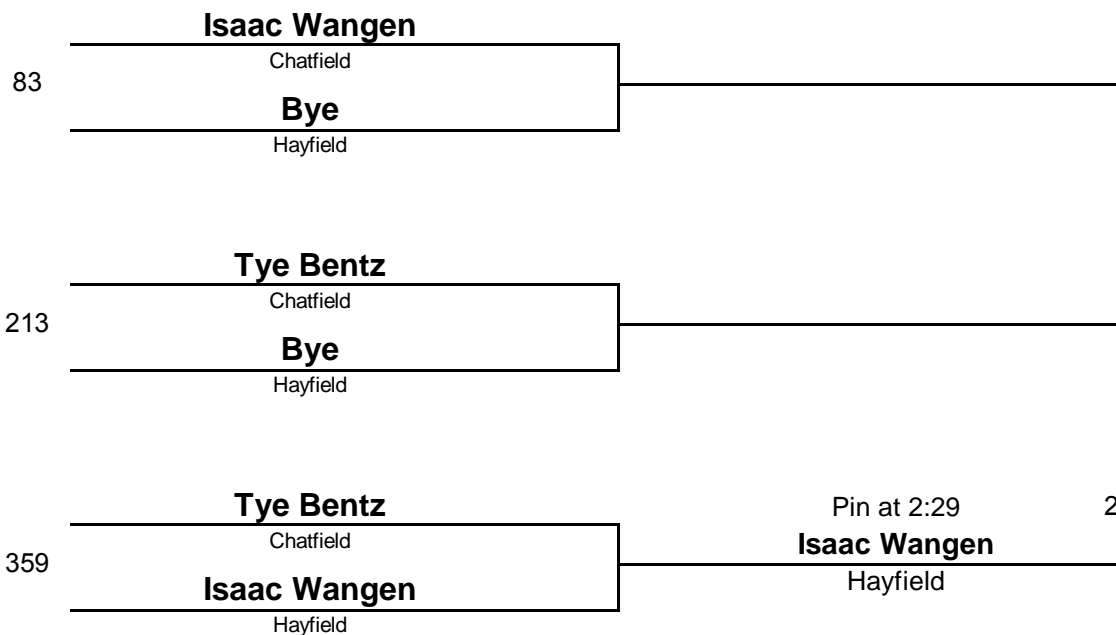 Isaac Wangen
Chatfield
83
Bye
Hayfield
Tye Bentz
Chatfield
213
Bye
Hayfield
Tye Bentz
Chatfield
359
Isaac Wangen
Hayfield
Pin at 2:29
2
Isaac Wangen
Hayfield